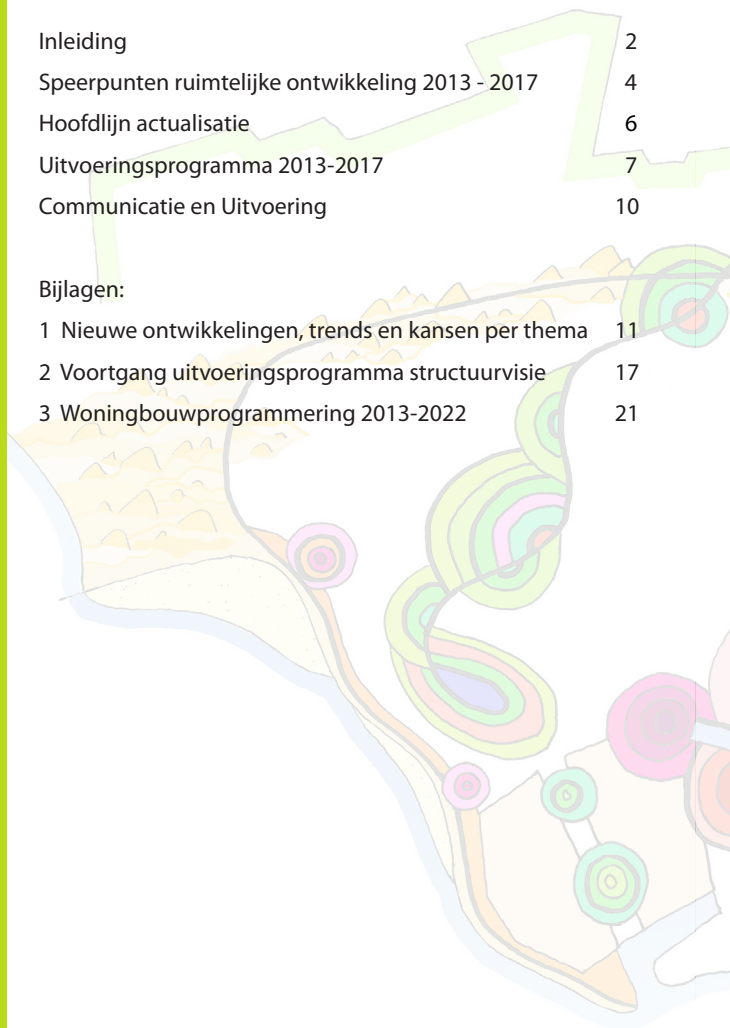 Inleiding 2
Speerpunten ruimtelijke ontwikkeling 2013 - 2017 4
Hoofdlijn actualisatie 6
Uitvoeringsprogramma 2013-2017 7
Communicatie en Uitvoering 10
Bijlagen:
1 Nieuwe ontwikkelingen, trends en kansen per thema 11
2 Voortgang uitvoeringsprogramma structuurvisie 17
3 Woningbouwprogrammering 2013-2022 21